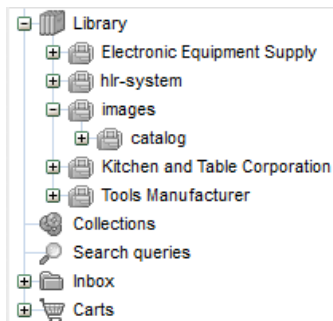 Library
Electronic Equipment Supply
hlr-system
images
catalog
Kitchen and Table Corporation
Tools Manufacturer
Collections
Search queries
Inbox
Carts